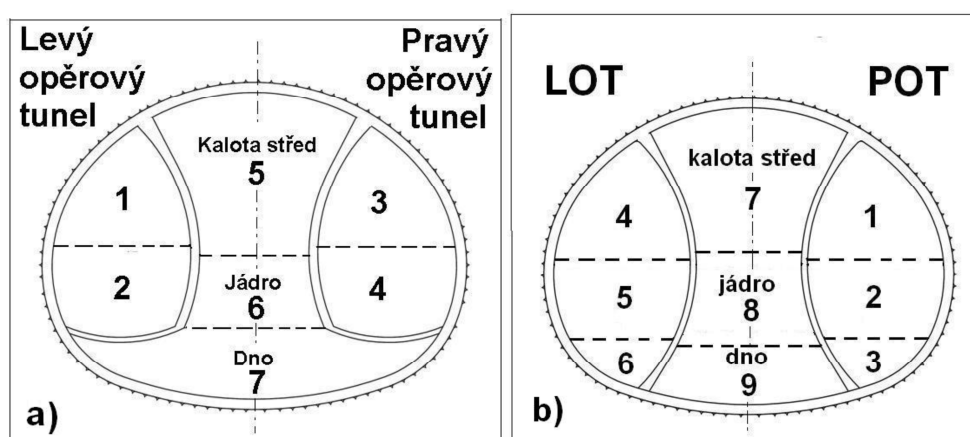 Levý
opěrový
tunel
Pravý
opěrový
tunel
Kalota střed
5
1
3
2
4
Jádro
6
Dno
7
a)
LOT
POT
kalota střed
7
4
1
5
2
jádro
8
6
3
dno
9
b)